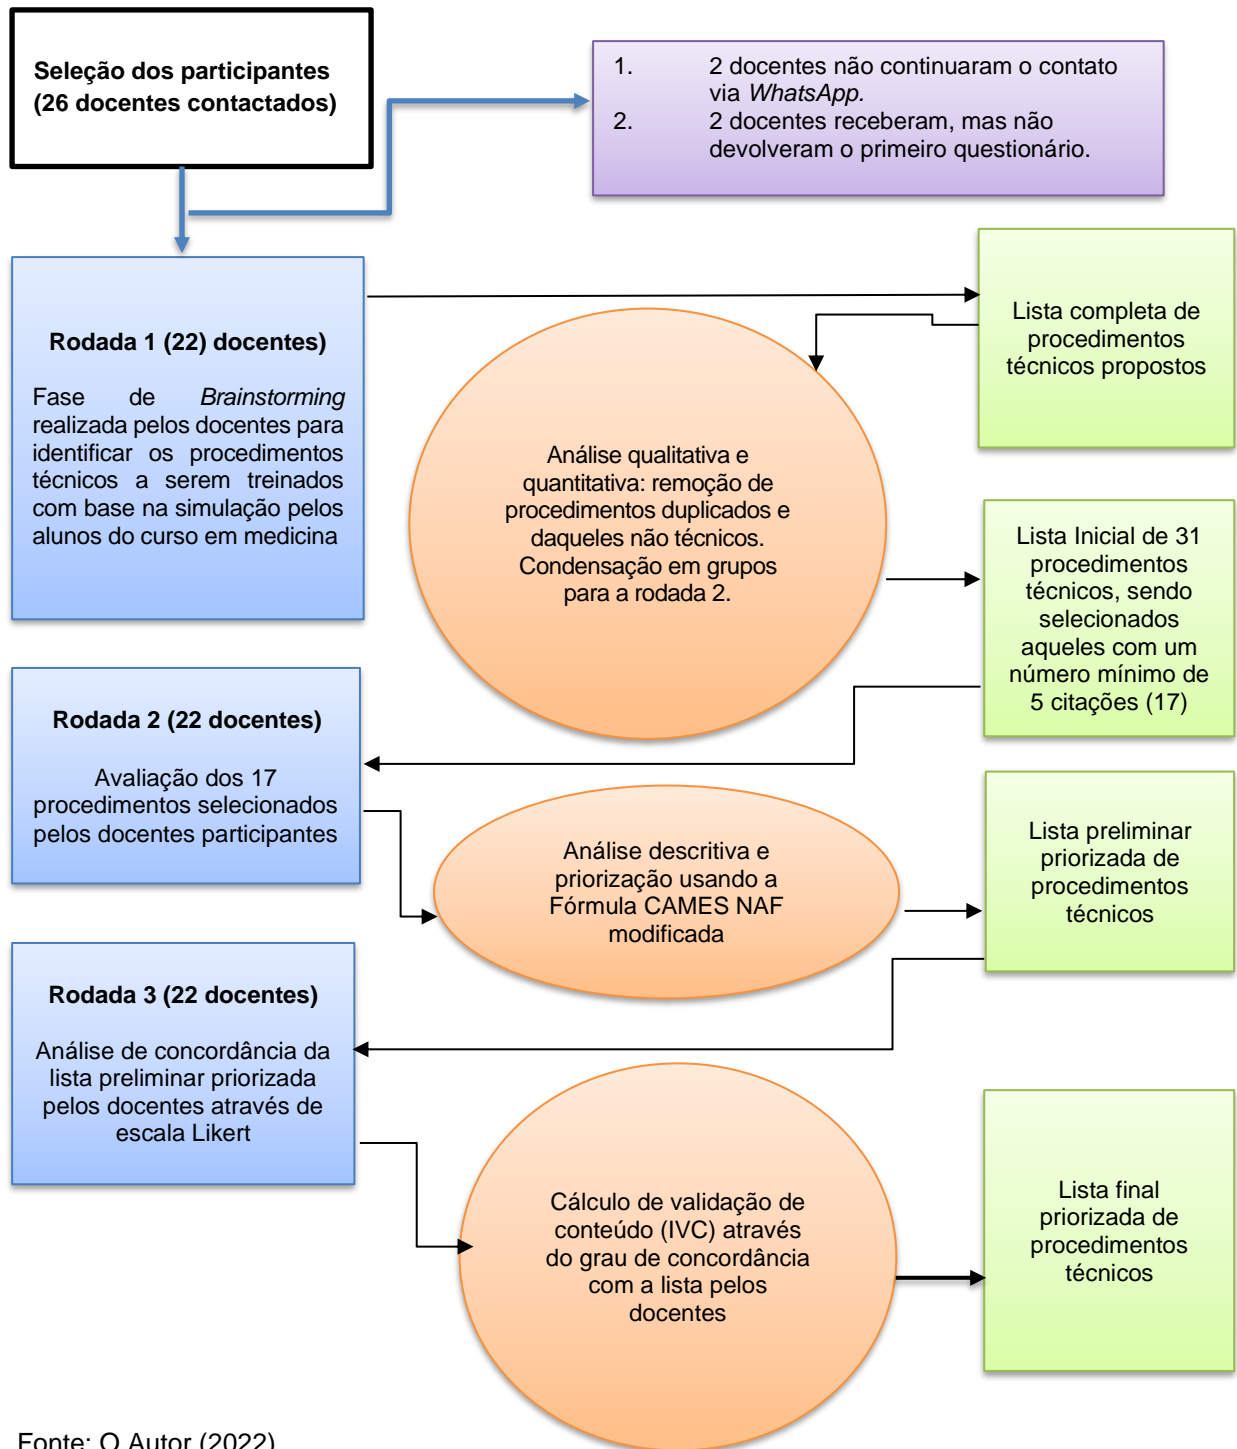 Seleção dos participantes
(26 docentes contactados)
1. 2 docentes não continuaram o contato
via WhatsApp.
2. 2 docentes receberam, mas não
devolveram o primeiro questionário.
Rodada 1 (22) docentes)
Fase de Brainstorming
realizada pelos docentes para
identificar os procedimentos
técnicos a serem treinados
com base na simulação pelos
alunos do curso em medicina
Lista completa de
procedimentos
técnicos propostos
Análise qualitativa e
quantitativa: remoção de
procedimentos duplicados e
daqueles não técnicos.
Condensação em grupos
para a rodada 2.
Lista Inicial de 31
procedimentos
técnicos, sendo
selecionados
aqueles com um
número mínimo de
5 citações (17)
Rodada 2 (22 docentes)
Avaliação dos 17
procedimentos selecionados
pelos docentes participantes
Análise descritiva e
priorização usando a
Fórmula CAMES NAF
modificada
Lista preliminar
priorizada de
procedimentos
técnicos
Rodada 3 (22 docentes)
Análise de concordância da
lista preliminar priorizada
pelos docentes através de
escala Likert
Cálculo de validação de
conteúdo (IVC) através
do grau de concordância
com a lista pelos
docentes
Lista final
priorizada de
procedimentos
técnicos
Fonte: O Autor (2022)